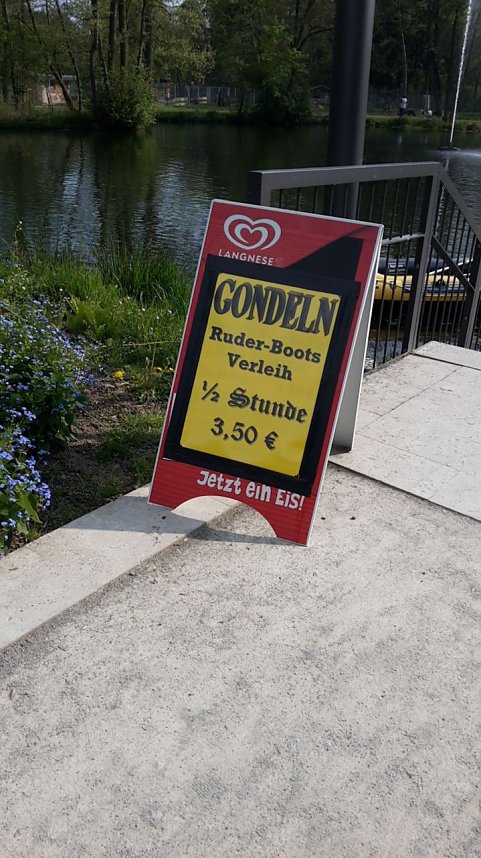 LANGNESE
GONDELN
Ruder-Boots
Verleih
½ Stunde
3,50 €
Jetzt ein EiS!